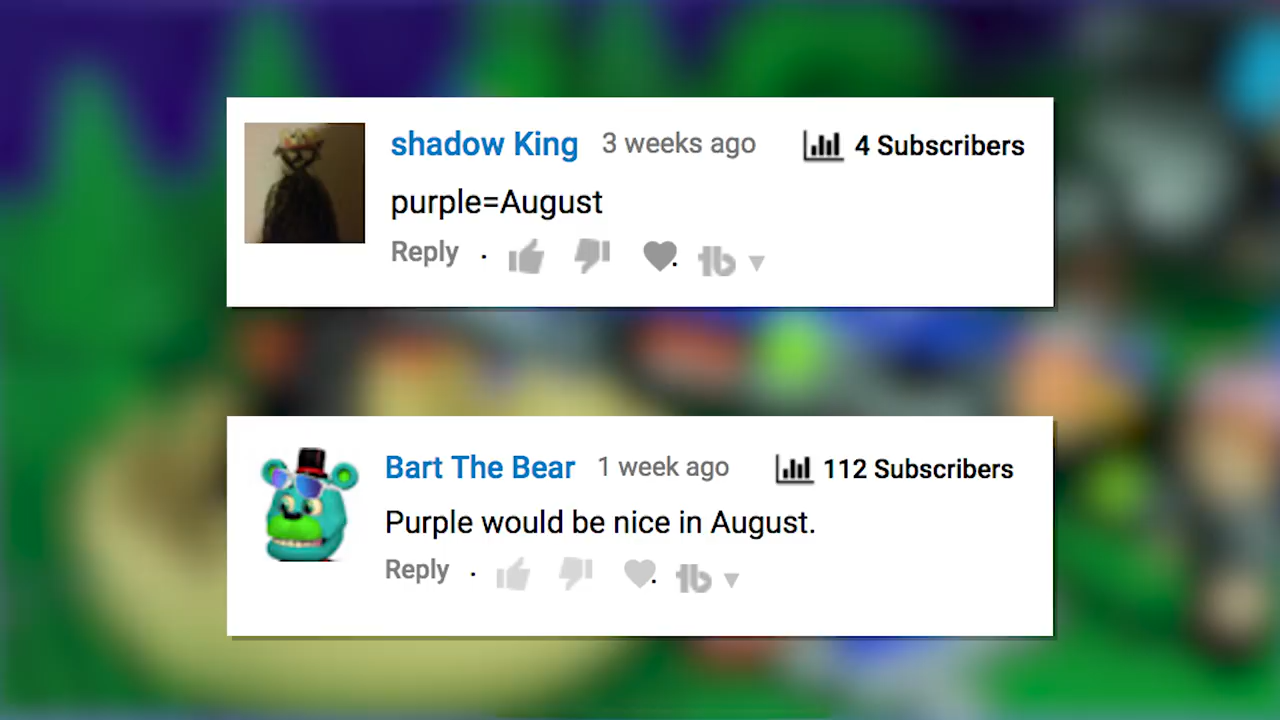 shadow King 3 weeks ago 4 Subscribers
purple=August
Reply
Bart The Bear 1 week ago 112 Subscribers
Purple would be nice in August.
Reply